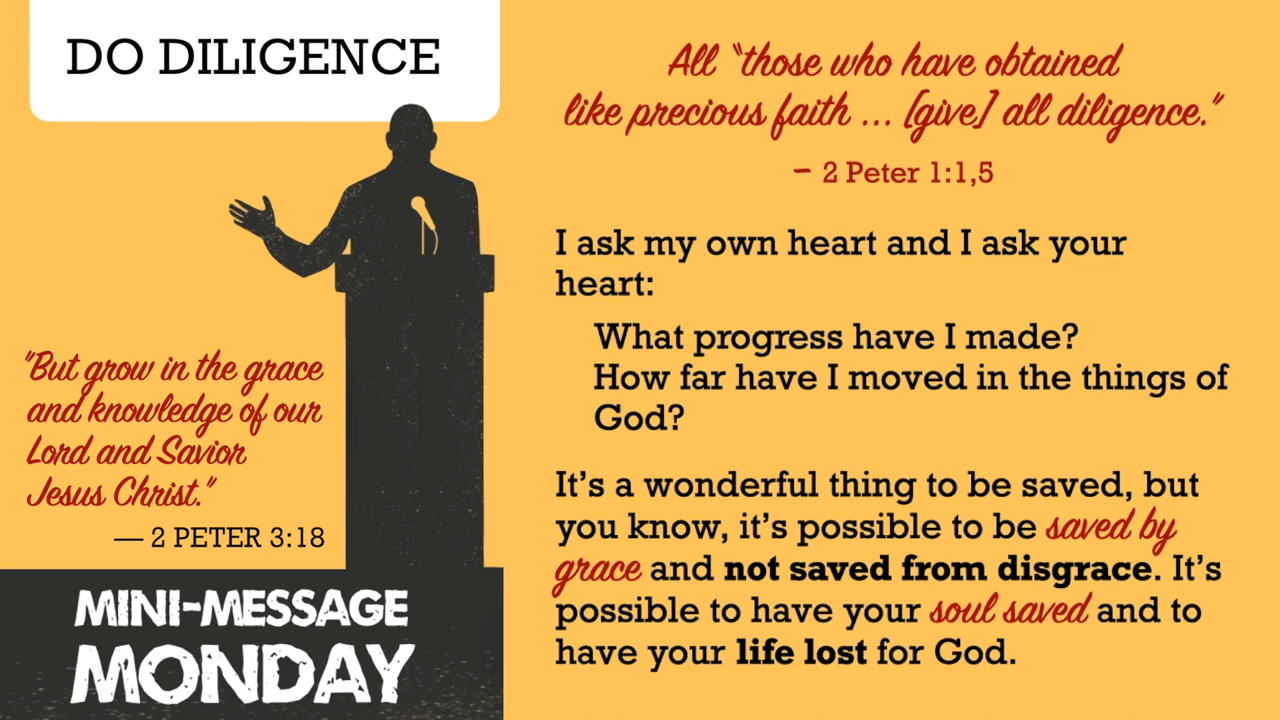 DO DILIGENCE
"But grow in the grace
and knowledge of our
Lord and Savior
Jesus Christ."
— 2 PETER 3:18
MINI-MESSAGE
MONDAY
All “those who have obtained
like precious faith ... [give] all diligence.”
– 2 Peter 1:1,5
I ask my own heart and I ask your
heart:
What progress have I made?
How far have I moved in the things of
God?
It’s a wonderful thing to be saved, but
you know, it’s possible to be saved by
grace and not saved from disgrace. It’s
possible to have your soul saved and to
have your life lost for God.